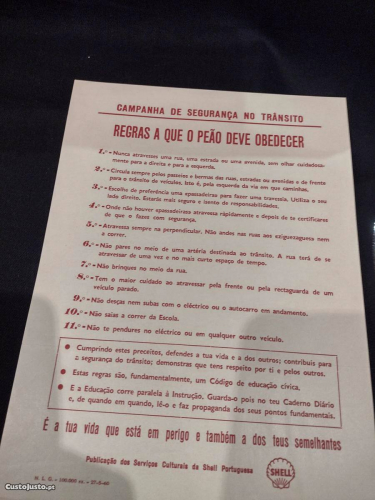 CAMPANHA DE SEGURANÇA NO TRÂNSITO
REGRAS A QUE O PEÃO DEVE OBEDECER
1.º - Nunca atravesses uma rua, uma estrada ou uma avenida, sem olhar cuidadosa-
mente para a direita e para a esquerda.
2.º - Circula sempre pelos passeios e bermas das ruas, estradas ou avenidas e de frente
para o trânsito de veículos. Isto é, pela esquerda da via em que caminhas.
3.º - Escolhe de preferência uma apassadeira para fazer uma travessia. Utiliza o seu
lado direito. Estarás mais seguro e isento de responsabilidades.
4.º - Onde não houver apassadeiras atravessa rápidamente e depois de te certificares
de que o fazes com segurança.
5.º - Atravessa sempre na perpendicular. Não andes nas ruas aos eziguezagues nem
a correr.
6.º - Não pares no meio de uma artéria destinada ao trânsito. A rua terá de se
atravessar de uma vez e no mais curto espaço de tempo.
7.º - Não brinques no meio da rua.
8.º - Tem o maior cuidado ao atravessar pela frente ou pela rectaguarda de um
veículo parado.
9.º - Não desças nem subas com o eléctrico ou o autocarro em andamento.
10.º - Não saias a correr da Escola.
11.º - Não te pendures no eléctrico ou em qualquer outro veículo.
● Cumprindo estes preceitos, defendes a tua vida e a dos outros; contribuis para
a segurança do trânsito; demonstras que tens respeito por ti e pelos outros.
● Estas regras são, fundamentalmente, um Código de educação cívica.
● E a Educação corre paralela à Instrução. Guarda-o pois no teu Caderno Diário
e, de quando em quando, lê-o e faz propaganda dos seus pontos fundamentais.
É a tua vida que está em perigo e também a dos teus semelhantes
Publicação dos Serviços Culturais da Shell Portuguesa
SHELL
CustoJusto.pt